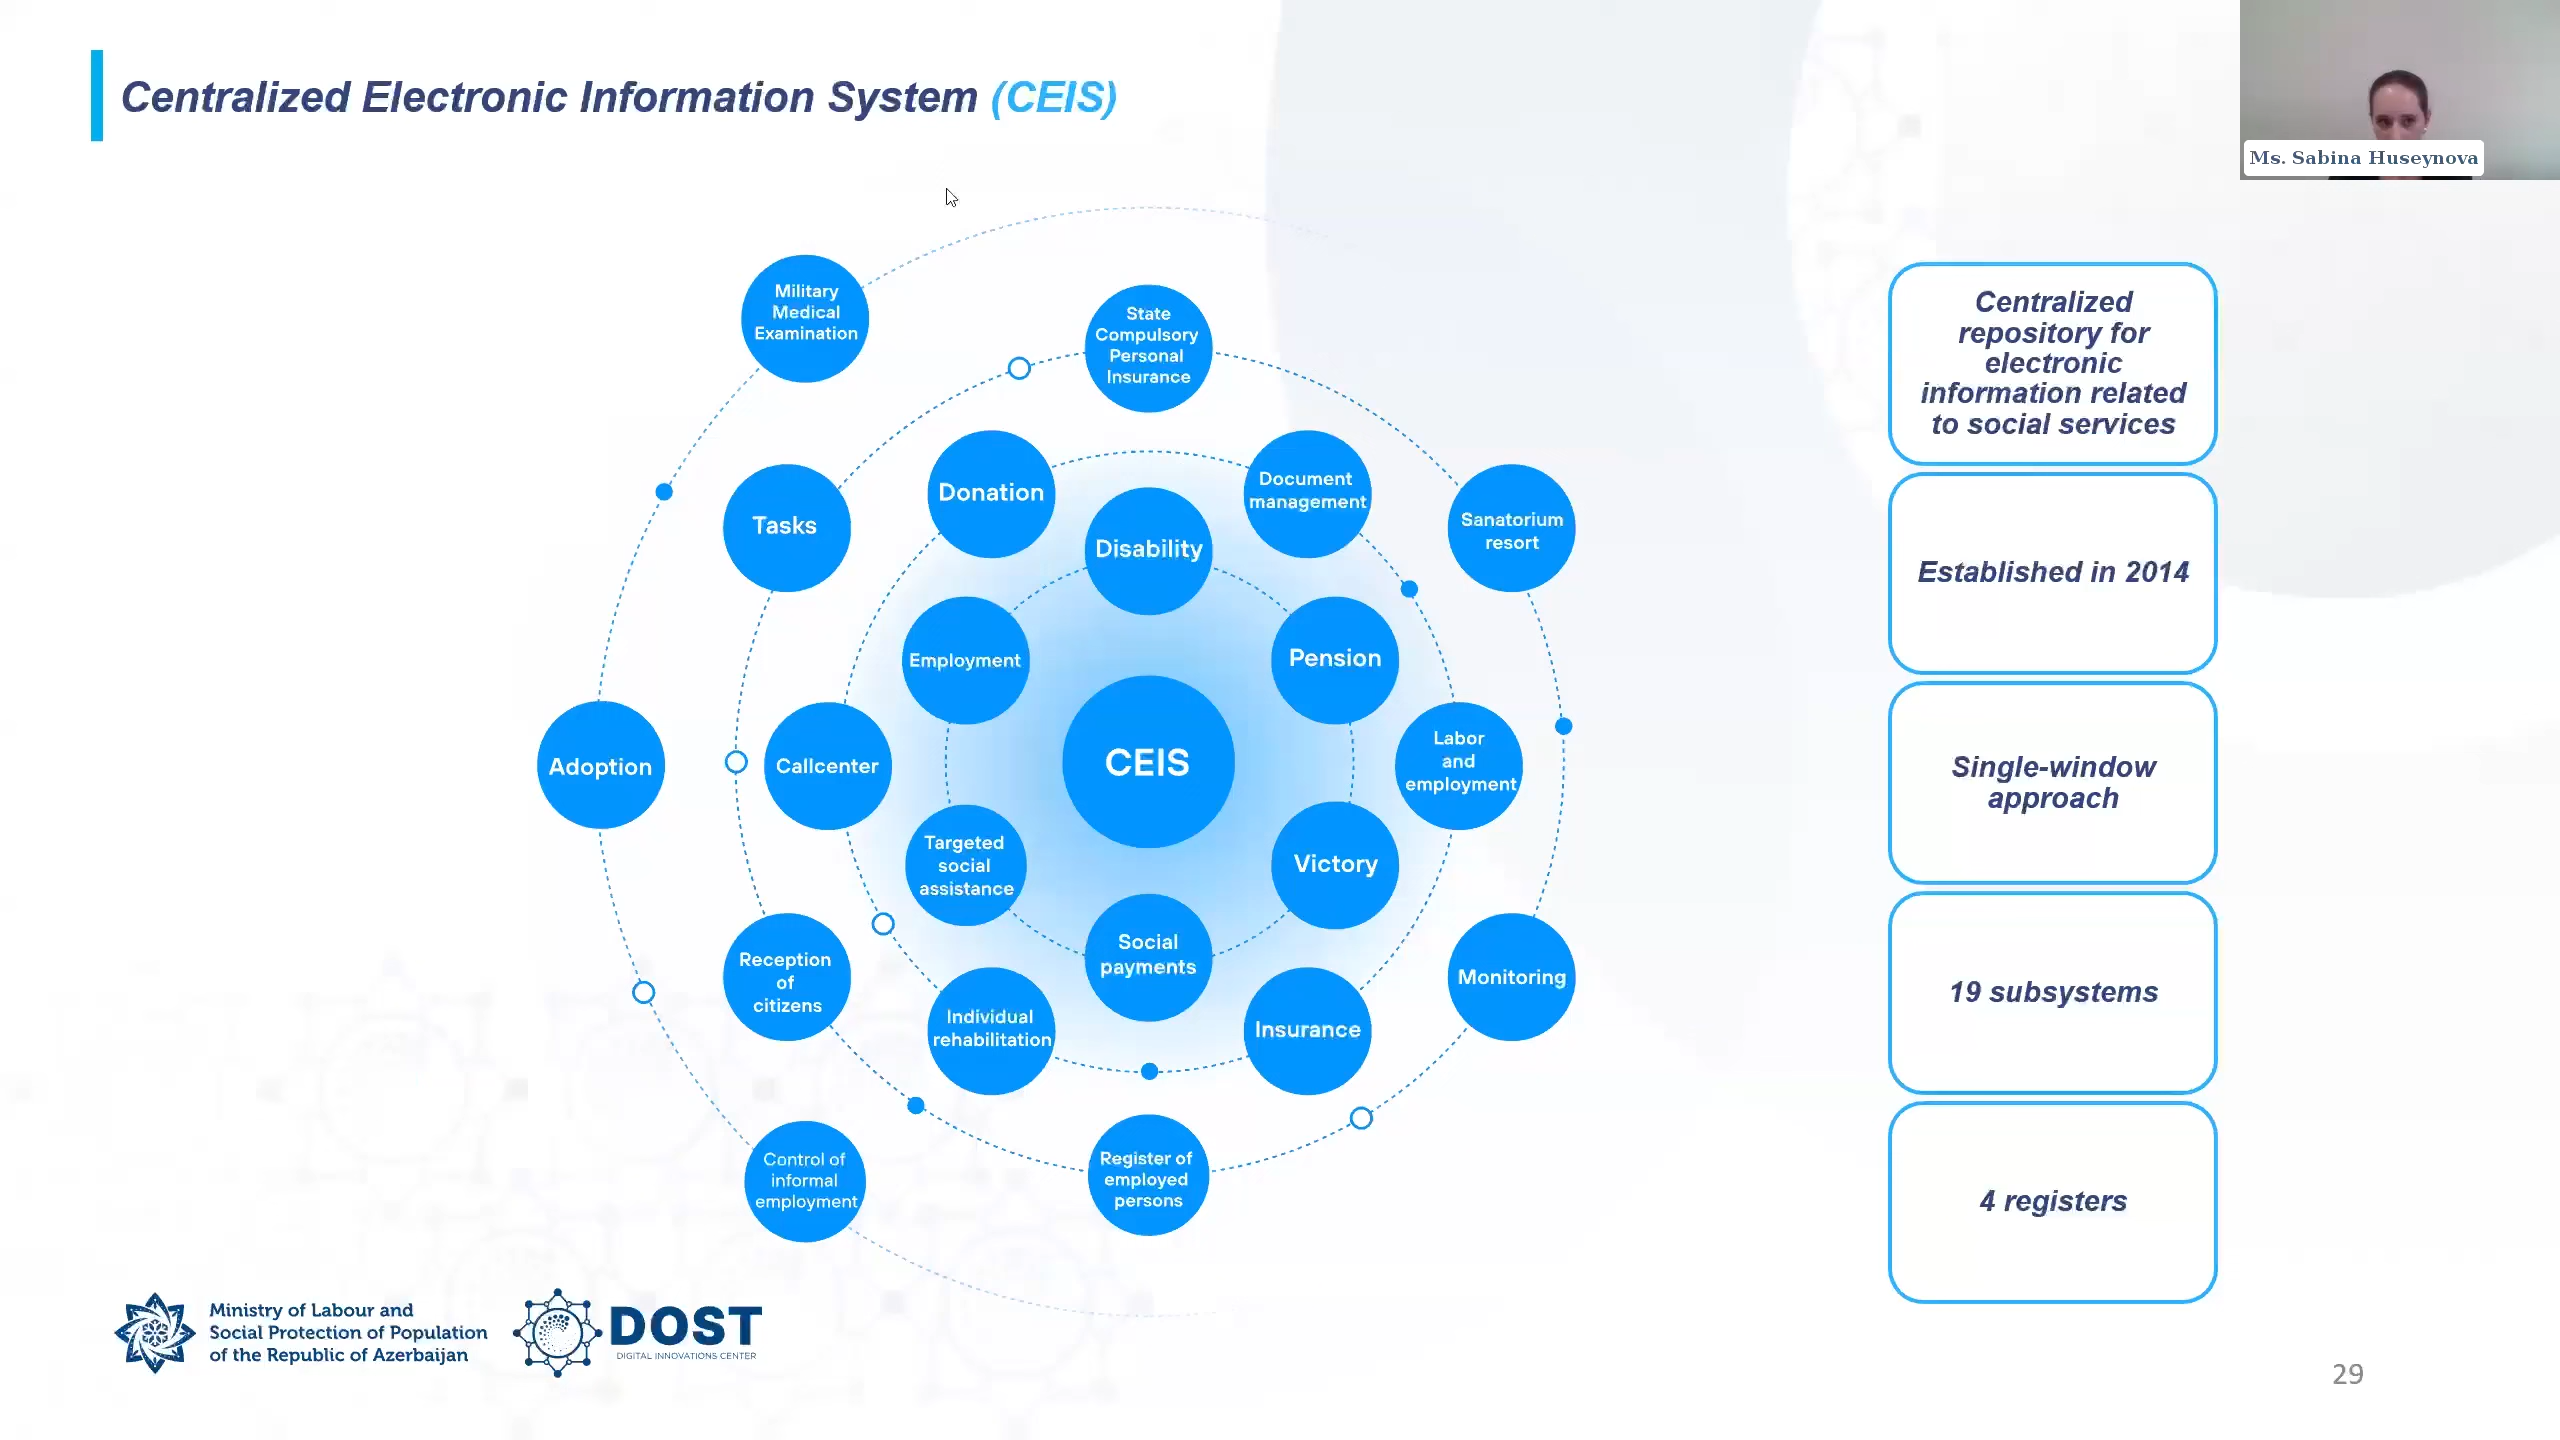 Centralized Electronic Information System (CEIS)
Ms. Sabina Huseynova
Military
Medical
Examination
State
Compulsory
Personal
Insurance
Tasks
Donation
Document
management
Sanatorium
resort
Disability
Employment
Pension
Adoption
Callcenter
CEIS
Labor
and
employment
Targeted
social
assistance
Victory
Social
payments
Reception
of
citizens
Individual
rehabilitation
Insurance
Monitoring
Control of
informal
employment
Register of
employed
persons
Centralized
repository for
electronic
information related
to social services
Established in 2014
Single-window
approach
19 subsystems
4 registers
Ministry of Labour and
Social Protection of Population
of the Republic of Azerbaijan
DOST
DIGITAL INNOVATIONS CENTER
29